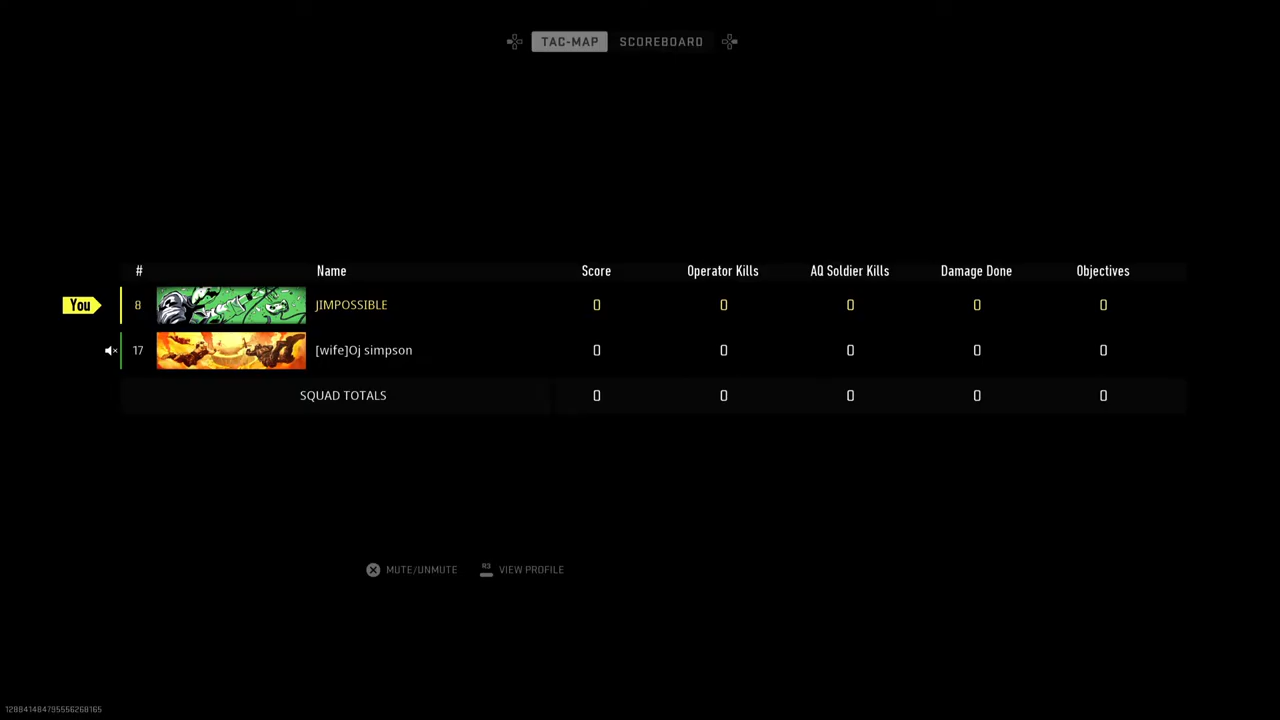 TAC-MAP SCOREBOARD
# Name Score Operator Kills AQ Soldier Kills Damage Done Objectives
You 8 JIMPOSSIBLE 0 0 0 0 0
17 [wife]Oj simpson 0 0 0 0 0
SQUAD TOTALS 0 0 0 0 0
MUTE/UNMUTE R3 VIEW PROFILE